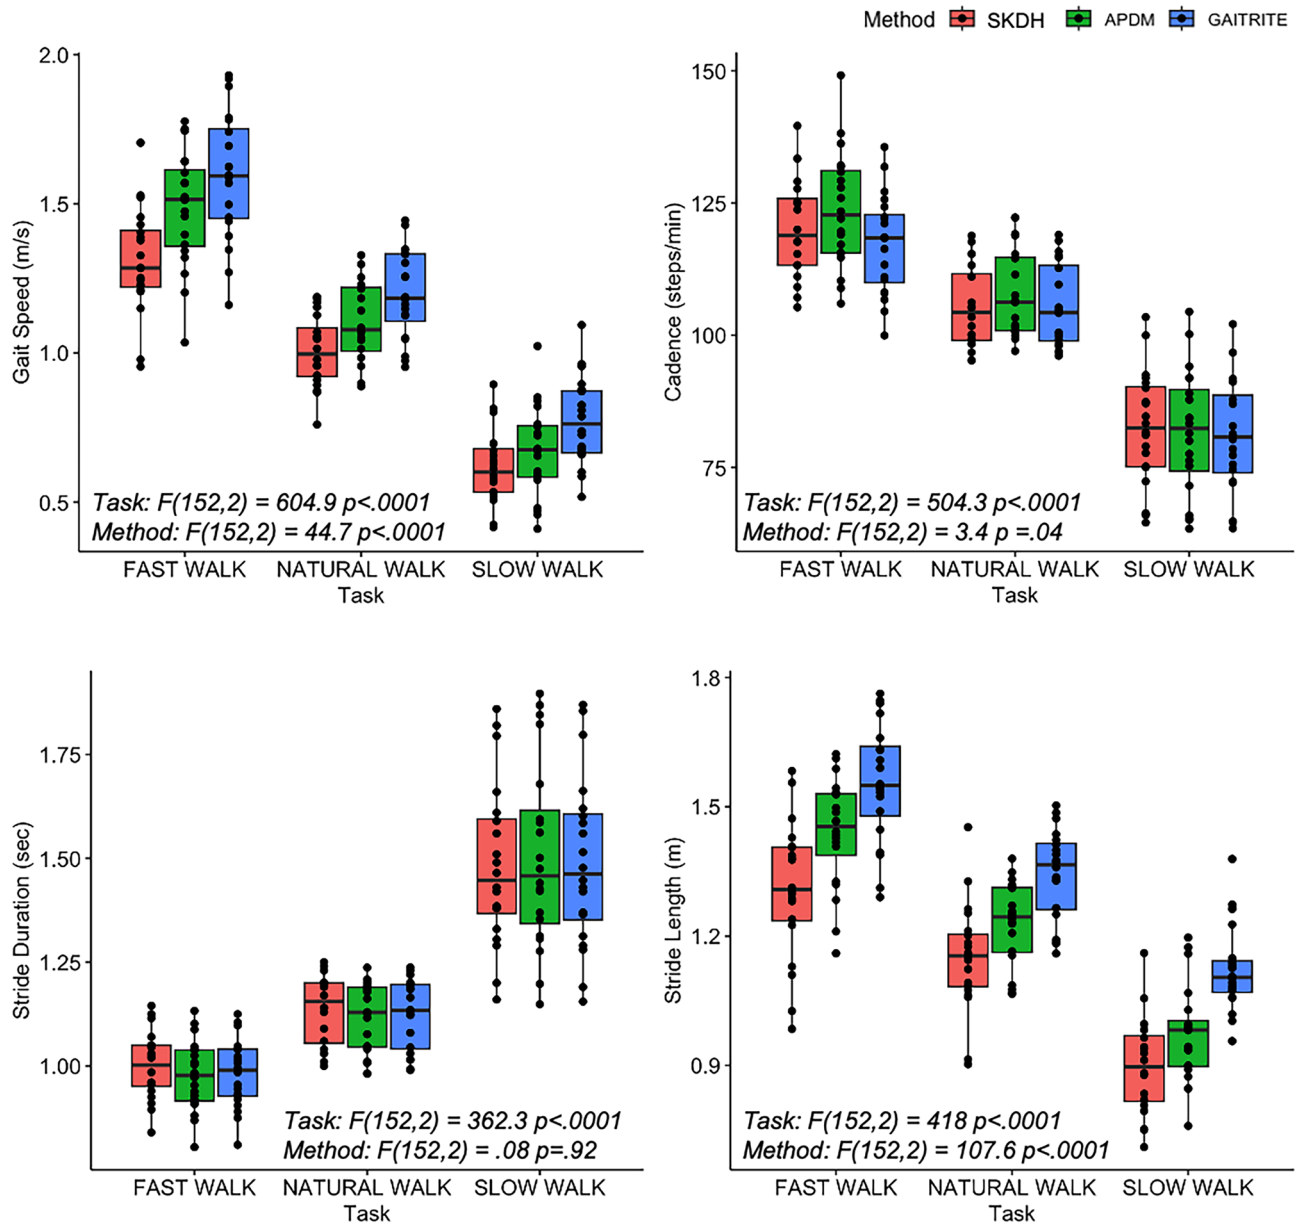 Method SKDH APDM GAITRITE
Gait Speed (m/s)
2.0
1.5
1.0
0.5
Task: F(152,2) = 604.9 p<.0001
Method: F(152,2) = 44.7 p<.0001
FAST WALK NATURAL WALK SLOW WALK
Task
Cadence (steps/min)
150
125
100
75
Task: F(152,2) = 504.3 p<.0001
Method: F(152,2) = 3.4 p =.04
FAST WALK NATURAL WALK SLOW WALK
Task
Stride Duration (sec)
1.75
1.50
1.25
1.00
Task: F(152,2) = 362.3 p<.0001
Method: F(152,2) = .08 p=.92
FAST WALK NATURAL WALK SLOW WALK
Task
Stride Length (m)
1.8
1.5
1.2
0.9
Task: F(152,2) = 418 p<.0001
Method: F(152,2) = 107.6 p<.0001
FAST WALK NATURAL WALK SLOW WALK
Task